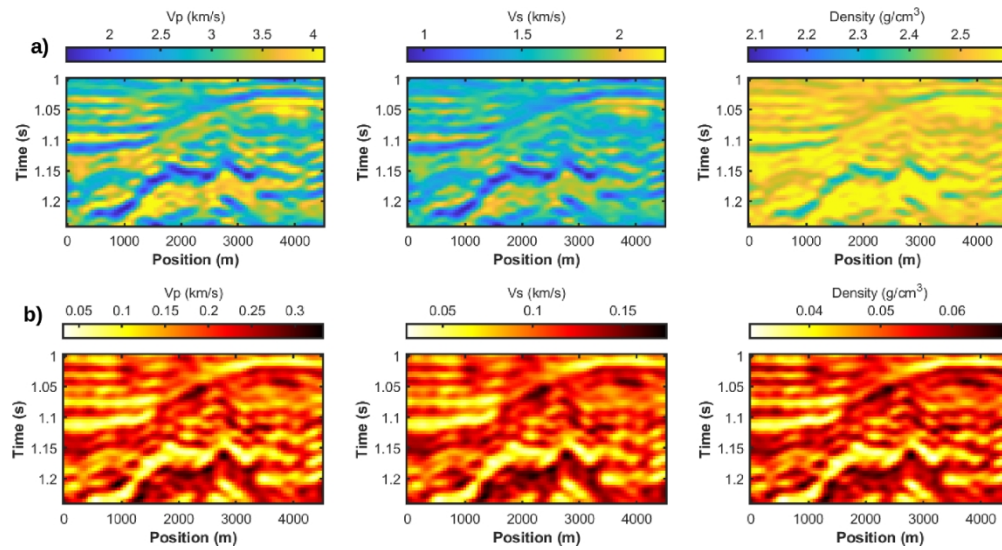 a)
Vp (km/s) Vs (km/s) Density (g/cm³)
2 2.5 3 3.5 4 1 1.5 2 2.1 2.2 2.3 2.4 2.5
1 1 1
1.05 1.05 1.05
Time (s) Time (s) Time (s)
1.1 1.1 1.1
1.15 1.15 1.15
1.2 1.2 1.2
0 1000 2000 3000 4000 0 1000 2000 3000 4000 0 1000 2000 3000 4000
Position (m) Position (m) Position (m)
b)
Vp (km/s) Vs (km/s) Density (g/cm³)
0.05 0.1 0.15 0.2 0.25 0.3 0.05 0.1 0.15 0.04 0.05 0.06
1 1 1
1.05 1.05 1.05
Time (s) Time (s) Time (s)
1.1 1.1 1.1
1.15 1.15 1.15
1.2 1.2 1.2
0 1000 2000 3000 4000 0 1000 2000 3000 4000 0 1000 2000 3000 4000
Position (m) Position (m) Position (m)